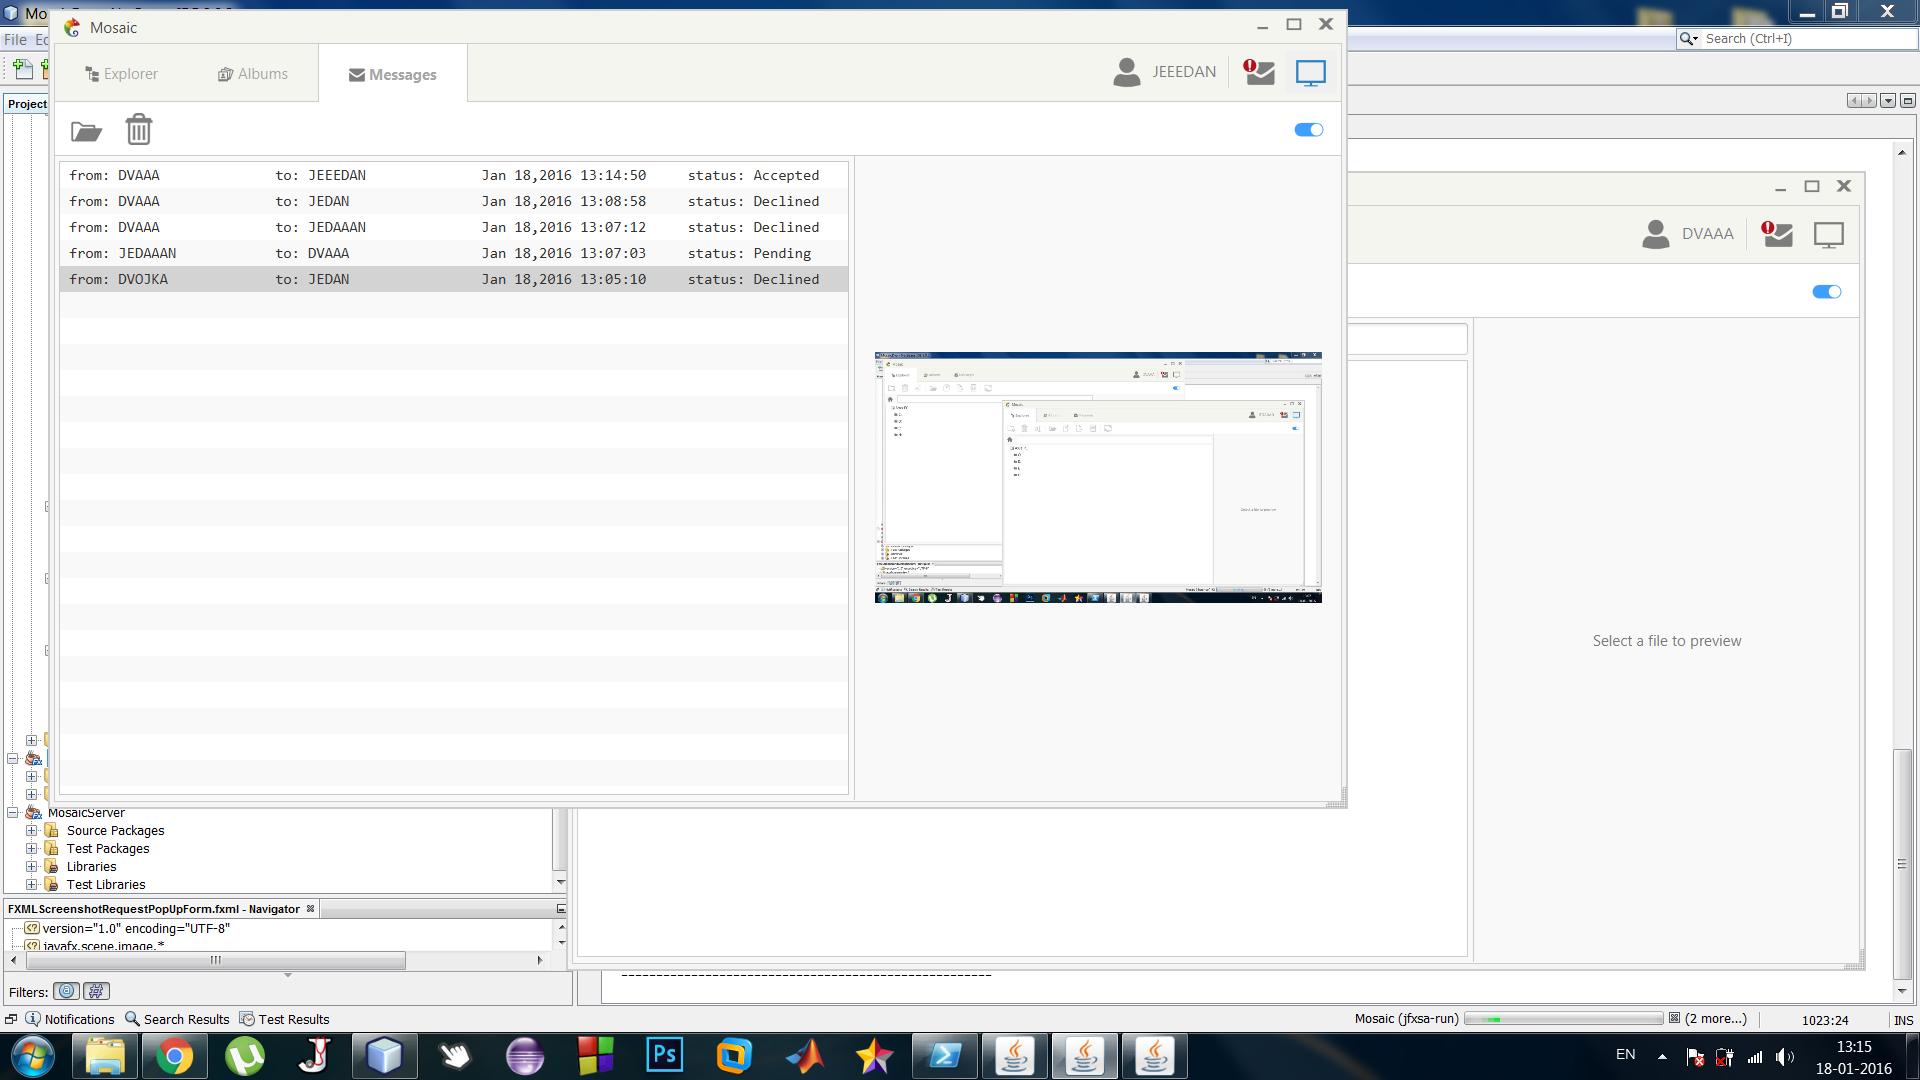 Mosaic
File
Search (Ctrl+I)
Explorer
Albums
Messages
JEEEDAN
Project
from: DVAAA to: JEEEDAN Jan 18,2016 13:14:50 status: Accepted
from: DVAAA to: JEDAN Jan 18,2016 13:08:58 status: Declined
from: DVAAA to: JEDAAAN Jan 18,2016 13:07:12 status: Declined
from: JEDAAAN to: DVAAA Jan 18,2016 13:07:03 status: Pending
from: DVOJKA to: JEDAN Jan 18,2016 13:05:10 status: Declined
DVAAA
Select a file to preview
MosaicServer
Source Packages
Test Packages
Libraries
Test Libraries
FXMLScreenshotRequestPopUpForm.fxml - Navigator
version="1.0" encoding="UTF-8"
javafx.scene.image.*
Filters:
Notifications
Search Results
Test Results
Mosaic (jfxsa-run)
(2 more...)
1023:24
INS
Ps
EN
13:15
18-01-2016